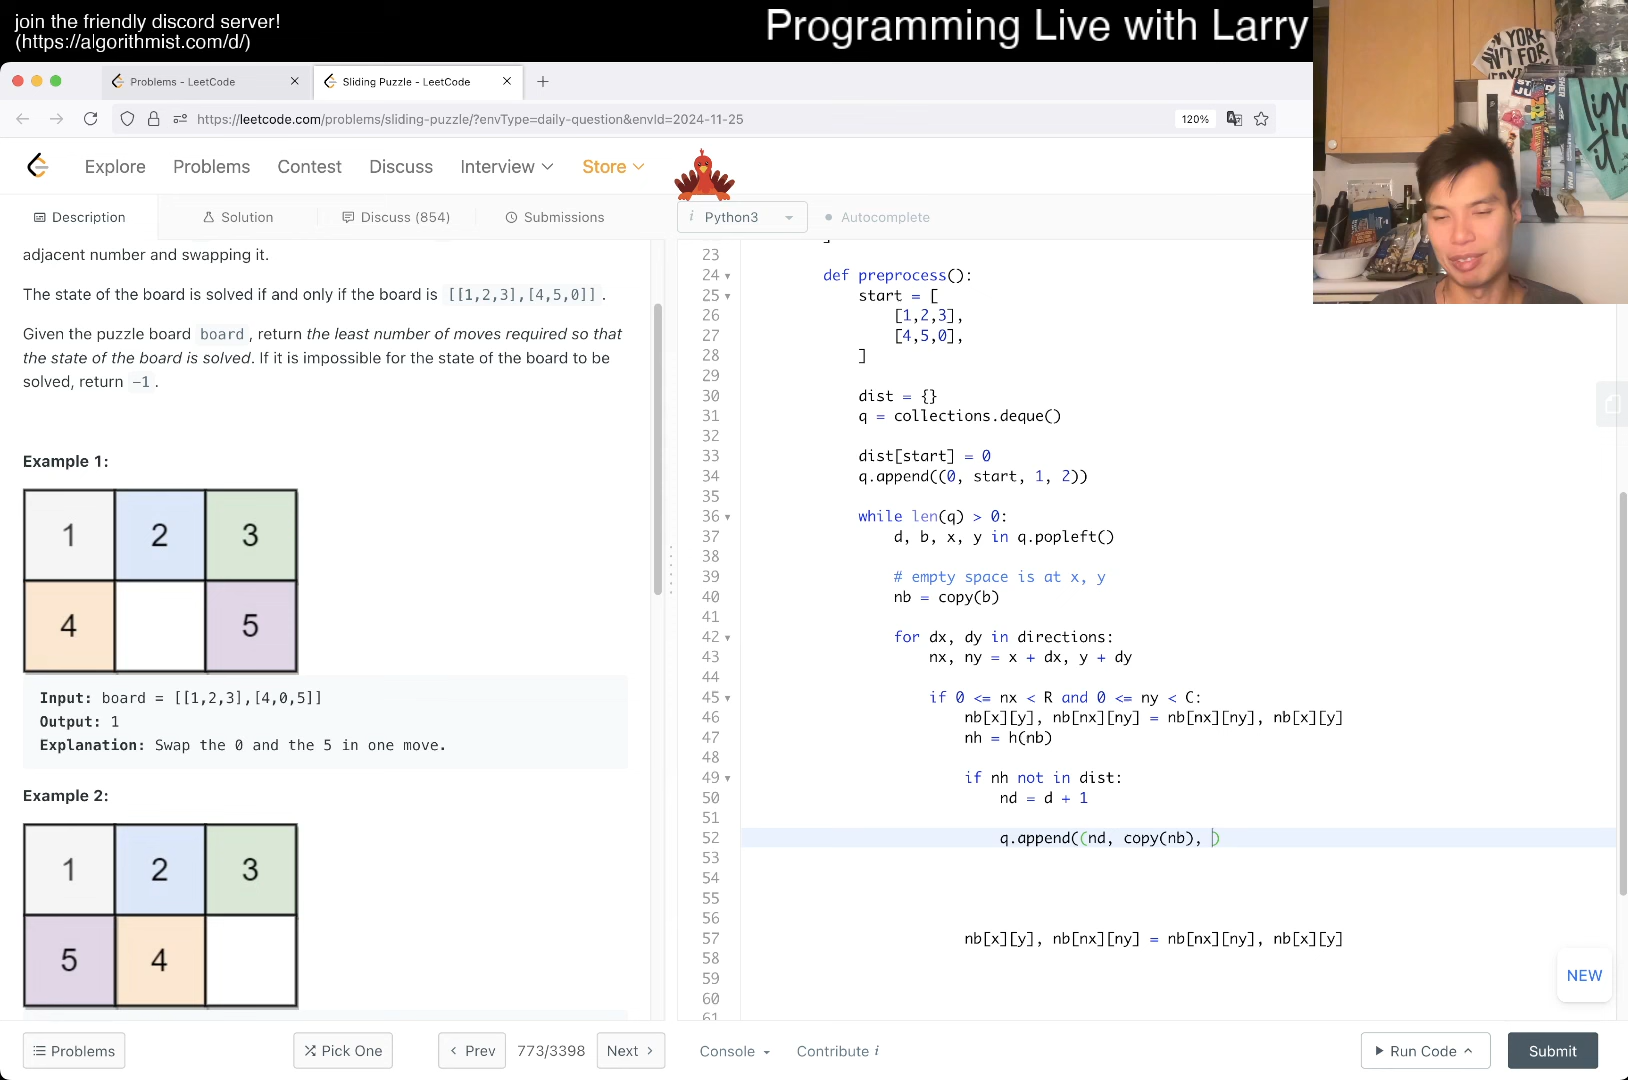 join the friendly discord server!
(https://algorithmist.com/d/)
Programming Live with Larry
Problems - LeetCode
Sliding Puzzle - LeetCode
https://leetcode.com/problems/sliding-puzzle/?envType=daily-question&envId=2024-11-25
120%
Explore
Problems
Contest
Discuss
Interview
Store
Description
Solution
Discuss (854)
Submissions
i Python3
Autocomplete
adjacent number and swapping it.
The state of the board is solved if and only if the board is [[1,2,3],[4,5,0]] .
Given the puzzle board board , return the least number of moves required so that
the state of the board is solved. If it is impossible for the state of the board to be
solved, return -1 .
Example 1:
1 2 3
4 5
Input: board = [[1,2,3],[4,0,5]]
Output: 1
Explanation: Swap the 0 and the 5 in one move.
Example 2:
1 2 3
5 4
23
24 def preprocess():
25 start = [
26 [1,2,3],
27 [4,5,0],
28 ]
29
30 dist = {}
31 q = collections.deque()
32
33 dist[start] = 0
34 q.append((0, start, 1, 2))
35
36 while len(q) > 0:
37 d, b, x, y in q.popleft()
38
39 # empty space is at x, y
40 nb = copy(b)
41
42 for dx, dy in directions:
43 nx, ny = x + dx, y + dy
44
45 if 0 <= nx < R and 0 <= ny < C:
46 nb[x][y], nb[nx][ny] = nb[nx][ny], nb[x][y]
47 nh = h(nb)
48
49 if nh not in dist:
50 nd = d + 1
51
52 q.append((nd, copy(nb), )
53
54
55
56
57 nb[x][y], nb[nx][ny] = nb[nx][ny], nb[x][y]
58
59
60
61
NEW
Problems
Pick One
Prev
773/3398
Next
Console
Contribute i
Run Code
Submit